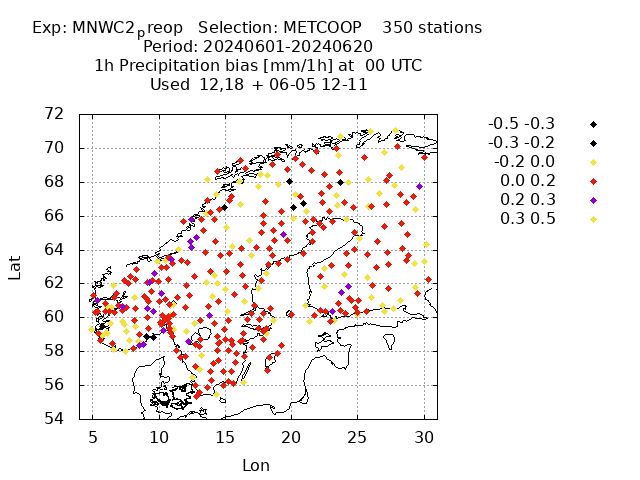 Exp: MNWC2preop Selection: METCOOP 350 stations
Period: 20240601-20240620
1h Precipitation bias [mm/1h] at 00 UTC
Used 12,18 + 06-05 12-11
72
70
68
66
64
62
60
58
56
54
Lat
5 10 15 20 25 30
Lon
-0.5 -0.3
-0.3 -0.2
-0.2 0.0
0.0 0.2
0.2 0.3
0.3 0.5